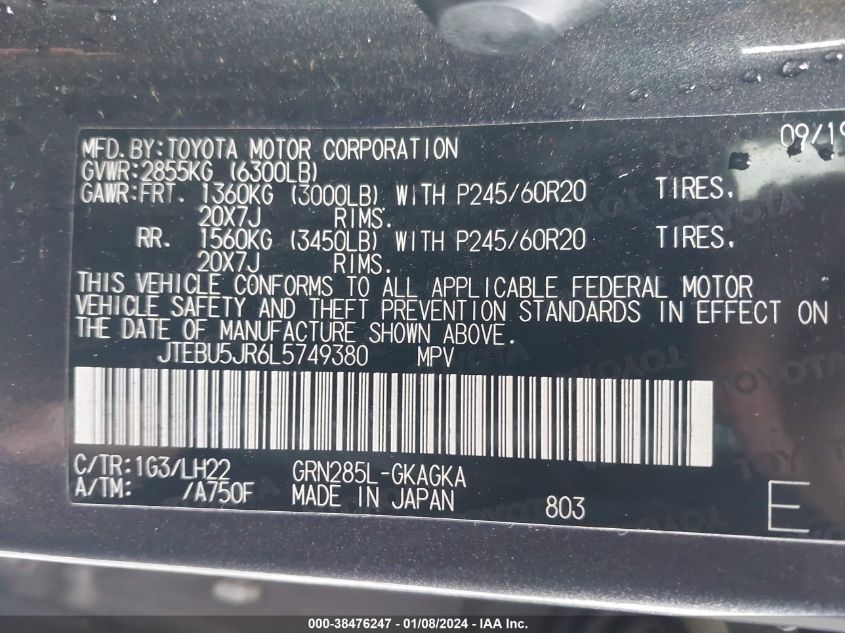 MFD. BY: TOYOTA MOTOR CORPORATION 09/19
GVWR: 2855KG (6300LB)
GAWR: FRT. 1360KG (3000LB) WITH P245/60R20 TIRES.
20X7J RIMS.
RR. 1560KG (3450LB) WITH P245/60R20 TIRES.
20X7J RIMS.
THIS VEHICLE CONFORMS TO ALL APPLICABLE FEDERAL MOTOR
VEHICLE SAFETY AND THEFT PREVENTION STANDARDS IN EFFECT ON
THE DATE OF MANUFACTURE SHOWN ABOVE.
JTEBU5JR6L5749380 MPV
C/TR: 1G3/LH22 GRN285L-GKAGKA
A/TM: /A750F MADE IN JAPAN 803 E
000-38476247 - 01/08/2024 - IAA Inc.